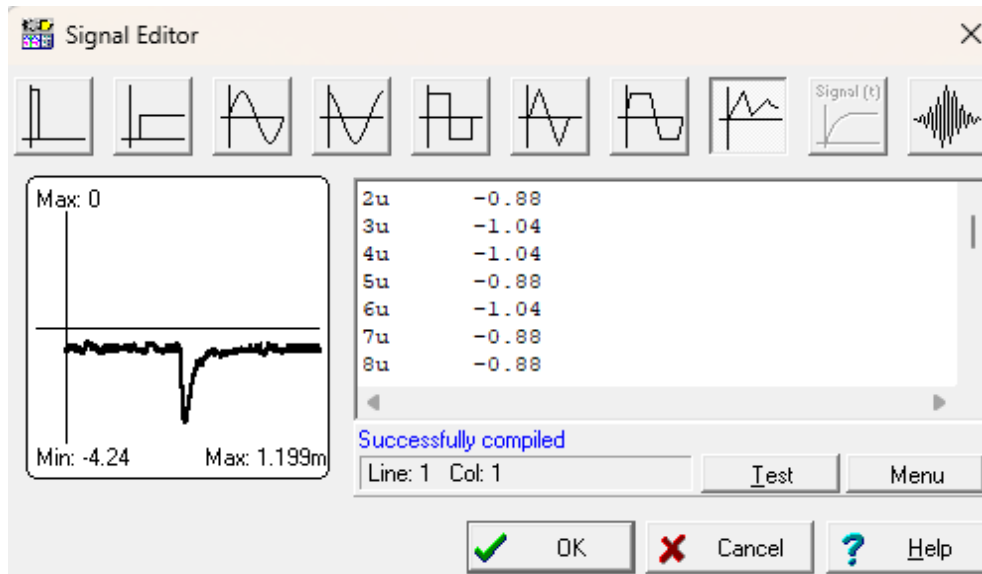 Signal Editor
Signal (t)
Max: 0
Min: -4.24 Max: 1.199m
2u -0.88
3u -1.04
4u -1.04
5u -0.88
6u -1.04
7u -0.88
8u -0.88
Successfully compiled
Line: 1 Col: 1
Test
Menu
OK
Cancel
Help